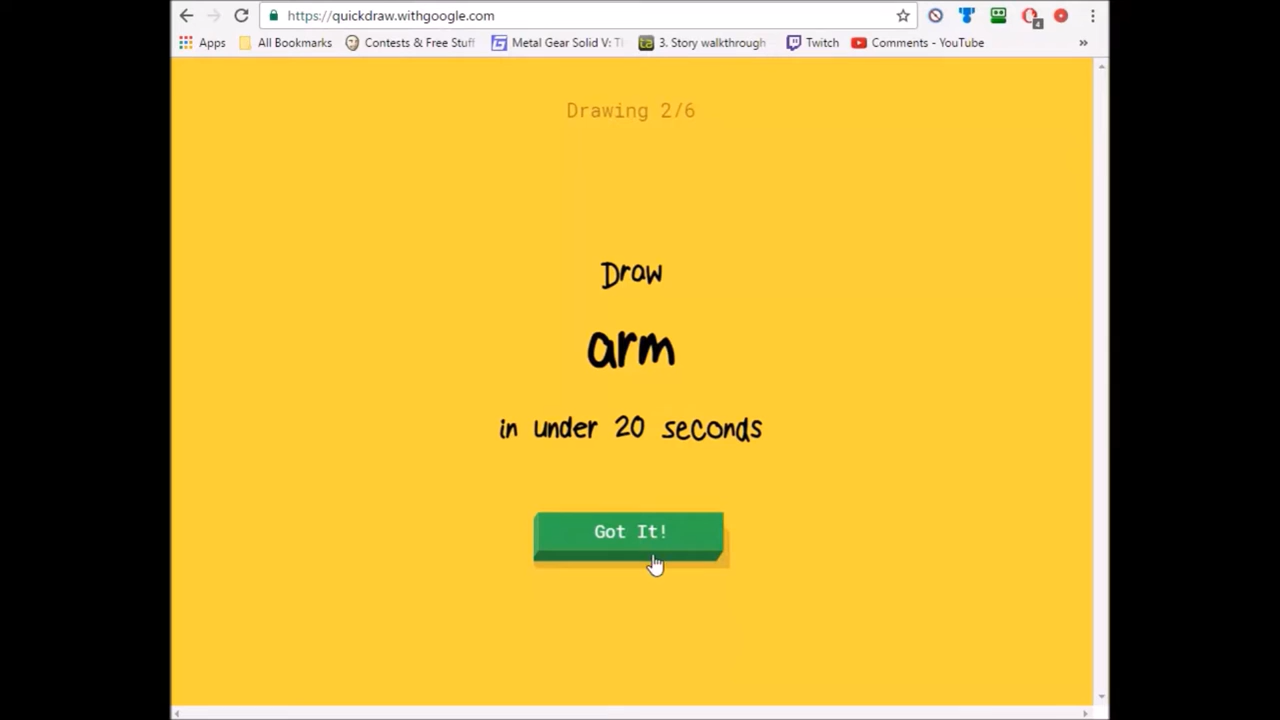 https://quickdraw.withgoogle.com
4
Apps All Bookmarks Contests & Free Stuff Metal Gear Solid V: 3. Story walkthrough Twitch Comments - YouTube »
Drawing 2/6
Draw
arm
in under 20 seconds
Got It!